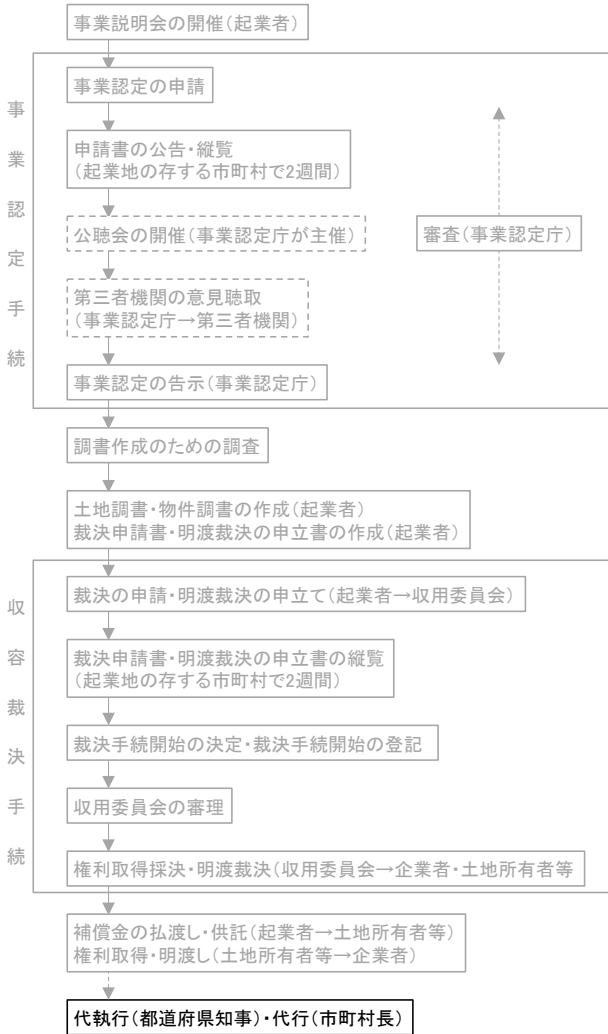 事業説明会の開催(起業者)
事業認定手続
事業認定の申請
申請書の公告・縦覧
(起業地の存する市町村で2週間)
公聴会の開催(事業認定庁が主催)
審査(事業認定庁)
第三者機関の意見聴取
(事業認定庁→第三者機関)
事業認定の告示(事業認定庁)
調書作成のための調査
土地調書・物件調書の作成(起業者)
裁決申請書・明渡裁決の申立書の作成(起業者)
収容裁決手続
裁決の申請・明渡裁決の申立て(起業者→収用委員会)
裁決申請書・明渡裁決の申立書の縦覧
(起業地の存する市町村で2週間)
裁決手続開始の決定・裁決手続開始の登記
収用委員会の審理
権利取得採決・明渡裁決(収用委員会→企業者・土地所有者等
補償金の払渡し・供託(起業者→土地所有者等)
権利取得・明渡し(土地所有者等→企業者)
代執行(都道府県知事)・代行(市町村長)